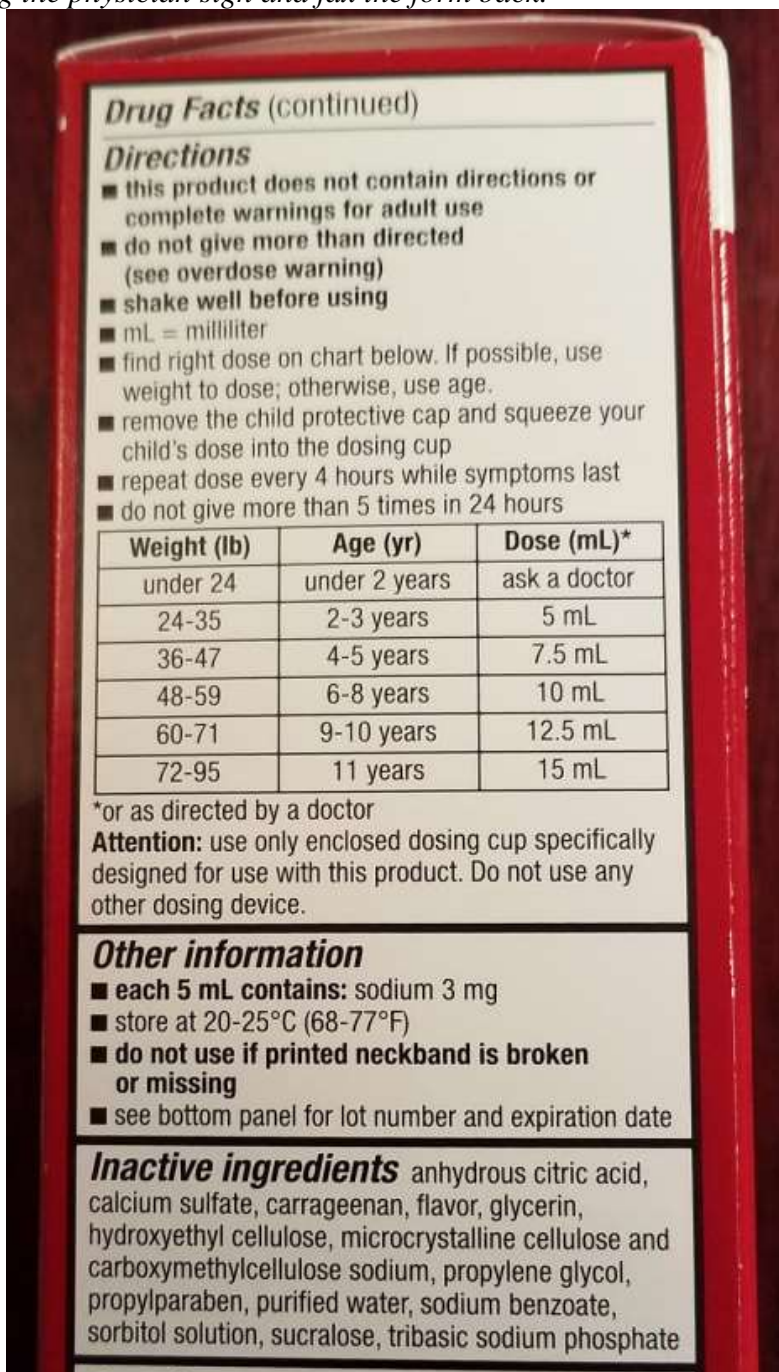 the physician sign and fax the form back.
Drug Facts (continued)
Directions
■ this product does not contain directions or
complete warnings for adult use
■ do not give more than directed
(see overdose warning)
■ shake well before using
■ mL = milliliter
■ find right dose on chart below. If possible, use
weight to dose; otherwise, use age.
■ remove the child protective cap and squeeze your
child's dose into the dosing cup
■ repeat dose every 4 hours while symptoms last
■ do not give more than 5 times in 24 hours
Weight (lb) Age (yr) Dose (mL)*
under 24 under 2 years ask a doctor
24-35 2-3 years 5 mL
36-47 4-5 years 7.5 mL
48-59 6-8 years 10 mL
60-71 9-10 years 12.5 mL
72-95 11 years 15 mL
*or as directed by a doctor
Attention: use only enclosed dosing cup specifically
designed for use with this product. Do not use any
other dosing device.
Other information
■ each 5 mL contains: sodium 3 mg
■ store at 20-25°C (68-77°F)
■ do not use if printed neckband is broken
or missing
■ see bottom panel for lot number and expiration date
Inactive ingredients anhydrous citric acid,
calcium sulfate, carrageenan, flavor, glycerin,
hydroxyethyl cellulose, microcrystalline cellulose and
carboxymethylcellulose sodium, propylene glycol,
propylparaben, purified water, sodium benzoate,
sorbitol solution, sucralose, tribasic sodium phosphate